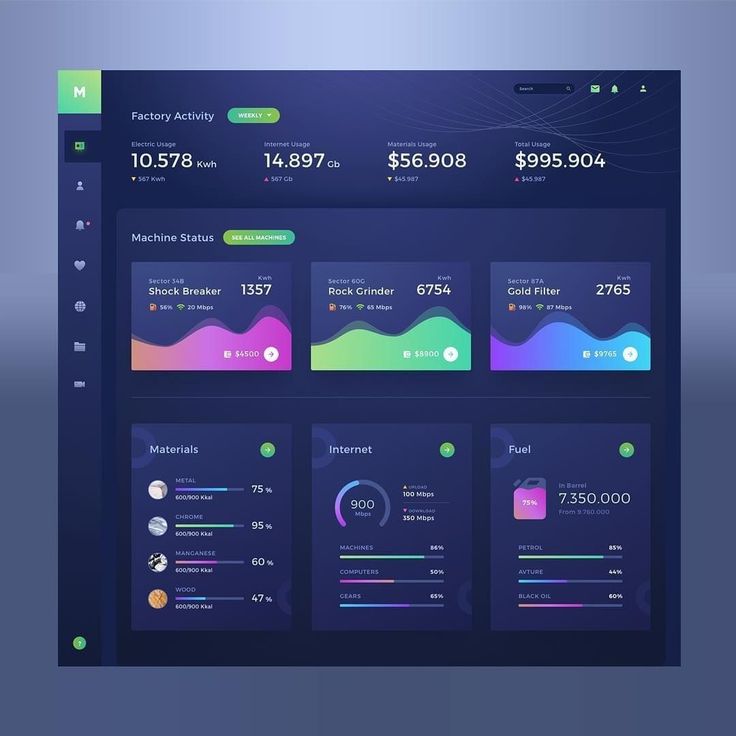 M
Search
Factory Activity WEEKLY
Electric Usage Internet Usage Materials Usage Total Usage
10.578 Kwh 14.897 Gb $56.908 $995.904
567 Kwh 567 Gb $45.987 $45.987
Machine Status SEE ALL MACHINES
Sector 34B Kwh
Shock Breaker 1357
56% 20 Mbps
$4500
Sector 60G Kwh
Rock Grinder 6754
76% 65 Mbps
$8900
Sector 87A Kwh
Gold Filter 2765
98% 87 Mbps
$9765
Materials
METAL
600/900 Kkal
75 %
CHROME
600/900 Kkal
95 %
MANGANESE
600/900 Kkal
60 %
WOOD
600/900 Kkal
47 %
Internet
900
Mbps
UPLOAD
100 Mbps
DOWNLOAD
350 Mbps
MACHINES 86%
COMPUTERS 50%
GEARS 65%
Fuel
75%
In Barrel
7.350.000
From 9.760.000
PETROL 85%
AVTURE 44%
BLACK OIL 60%